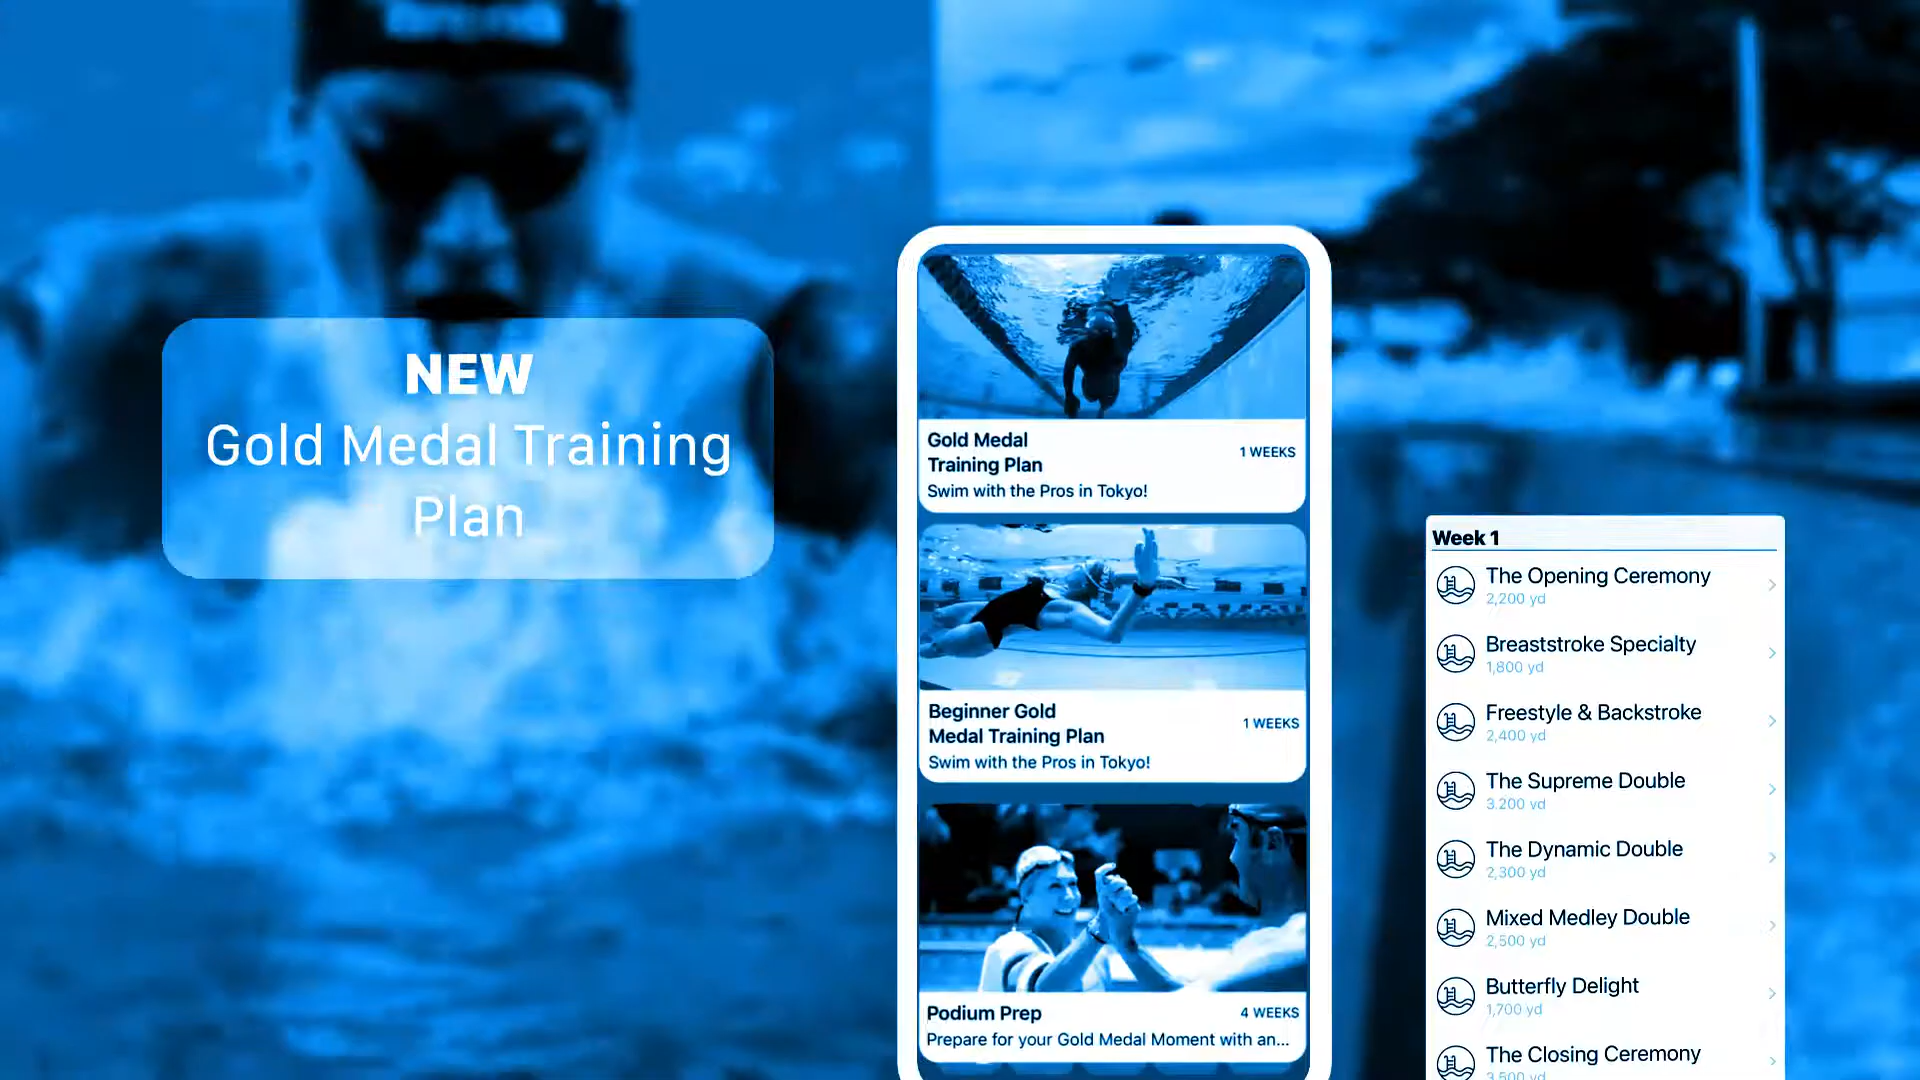 NEW
Gold Medal Training
Plan
Gold Medal
Training Plan
1 WEEKS
Swim with the Pros in Tokyo!
Beginner Gold
Medal Training Plan
1 WEEKS
Swim with the Pros in Tokyo!
Podium Prep
4 WEEKS
Prepare for your Gold Medal Moment with an...
Week 1
The Opening Ceremony
2,200 yd
Breaststroke Specialty
1,800 yd
Freestyle & Backstroke
2,400 yd
The Supreme Double
3,200 yd
The Dynamic Double
2,300 yd
Mixed Medley Double
2,500 yd
Butterfly Delight
1,700 yd
The Closing Ceremony
3,500 yd